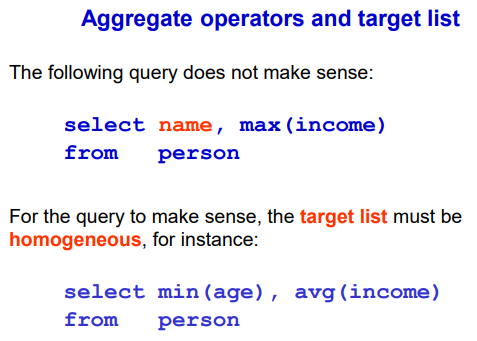 Aggregate operators and target list
The following query does not make sense:
select name, max(income)
from person
For the query to make sense, the target list must be
homogeneous, for instance:
select min(age), avg(income)
from person